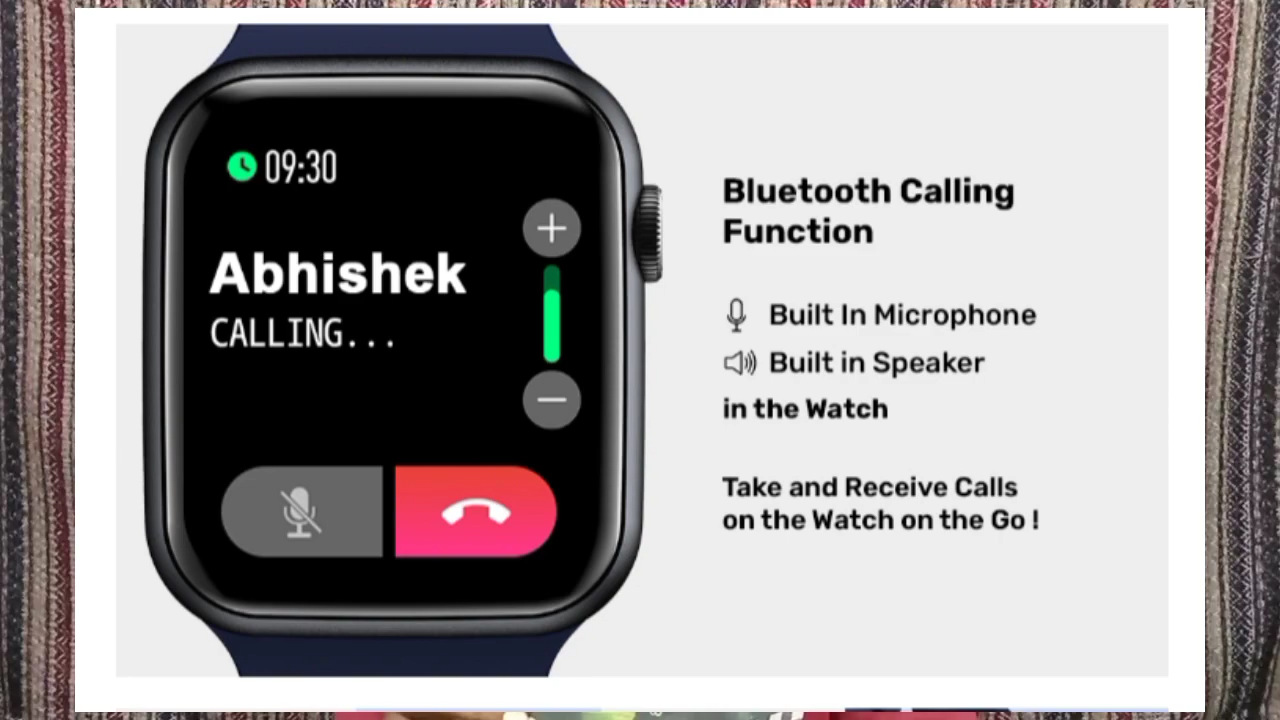 09:30
Abhishek
CALLING...
Bluetooth Calling
Function
Built In Microphone
Built in Speaker
in the Watch
Take and Receive Calls
on the Watch on the Go !